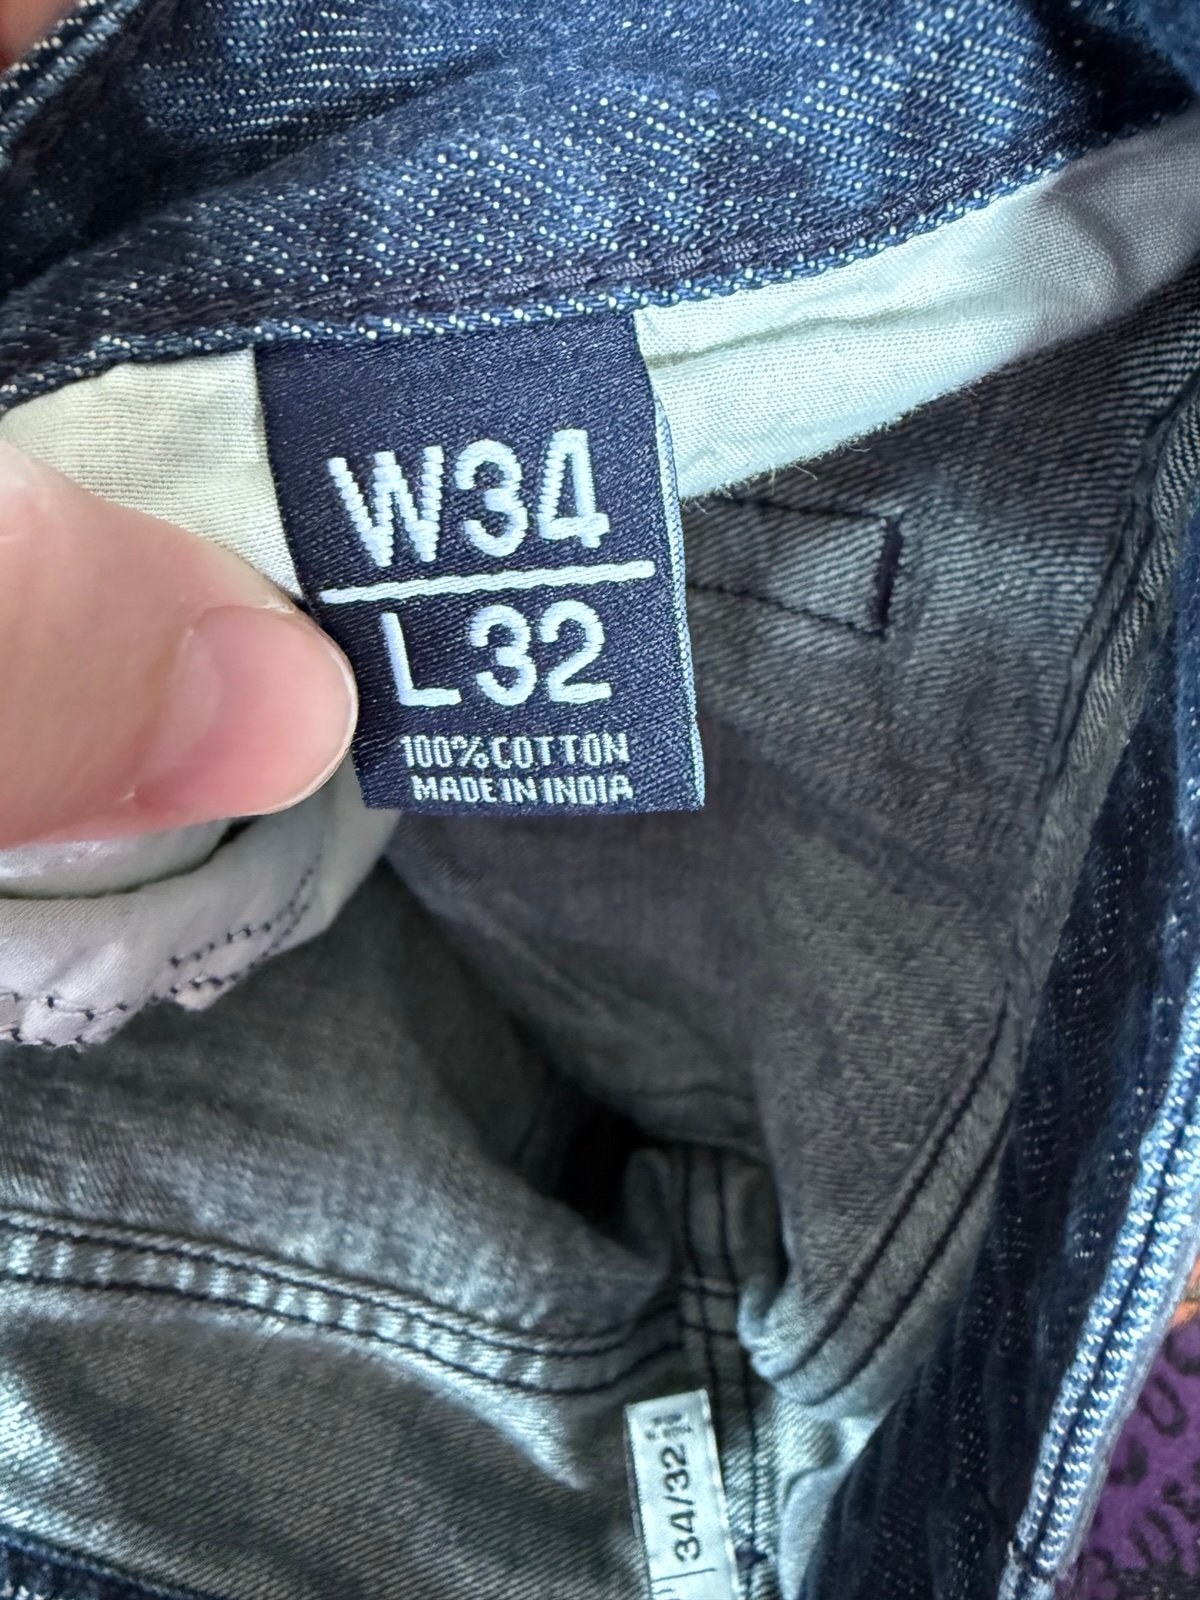 W34
L32
100%COTTON
MADE IN INDIA
34/32